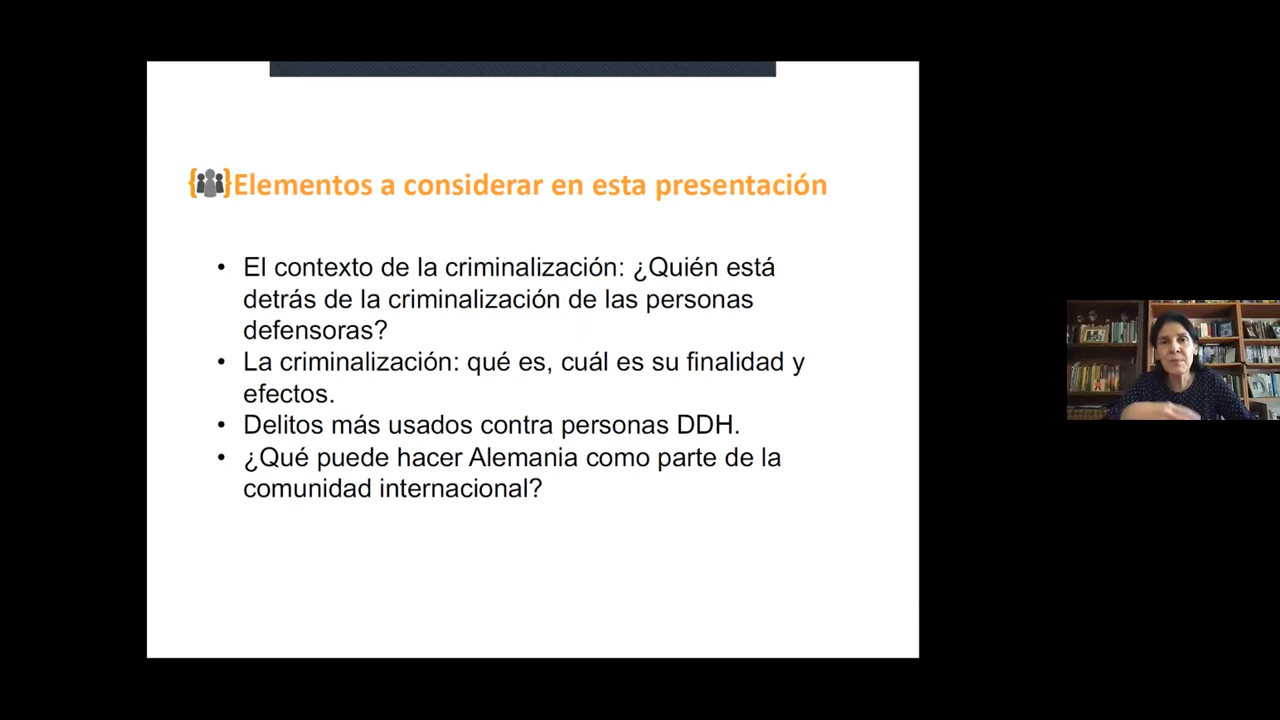 Elementos a considerar en esta presentación
• El contexto de la criminalización: ¿Quién está
detrás de la criminalización de las personas
defensoras?
• La criminalización: qué es, cuál es su finalidad y
efectos.
• Delitos más usados contra personas DDH.
• ¿Qué puede hacer Alemania como parte de la
comunidad internacional?